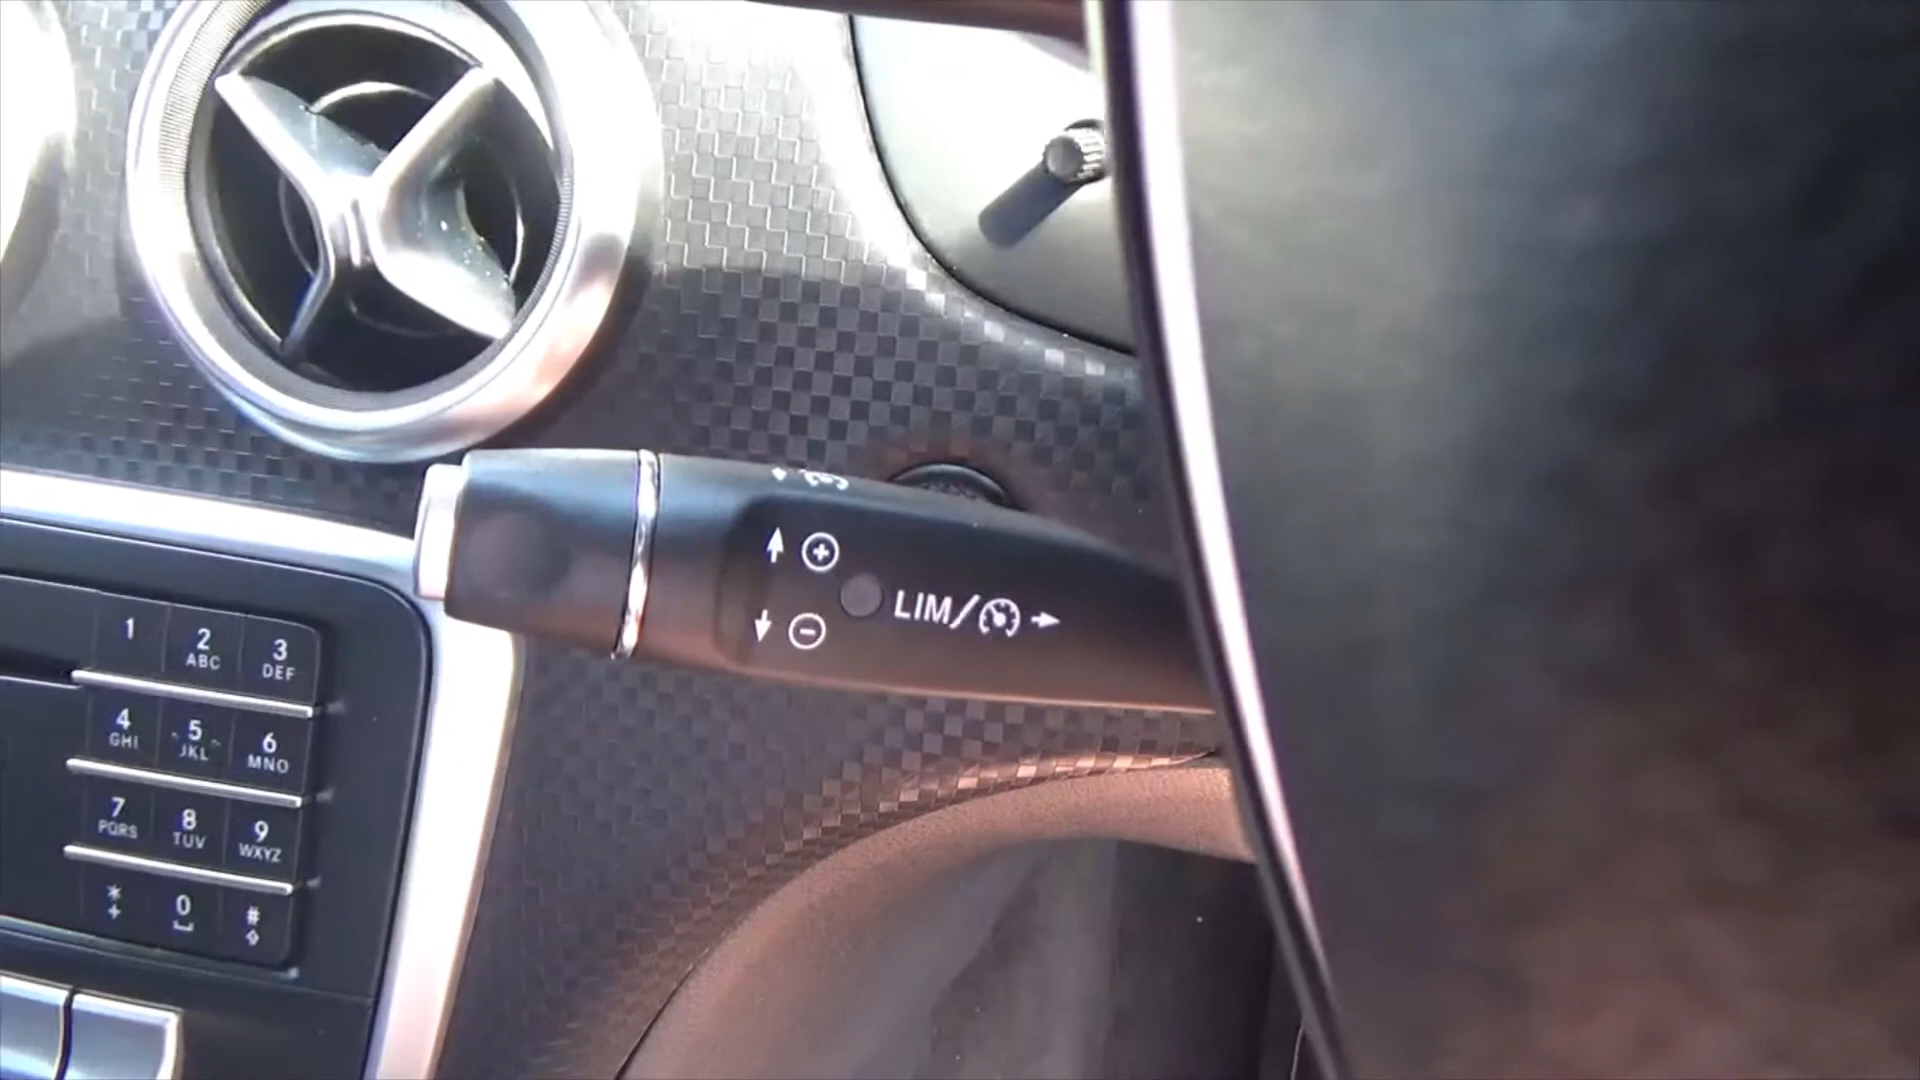 LIM/
1 2 3
ABC DEF
4 5 6
GHI JKL MNO
7 8 9
PQRS TUV WXYZ
* 0 #
+